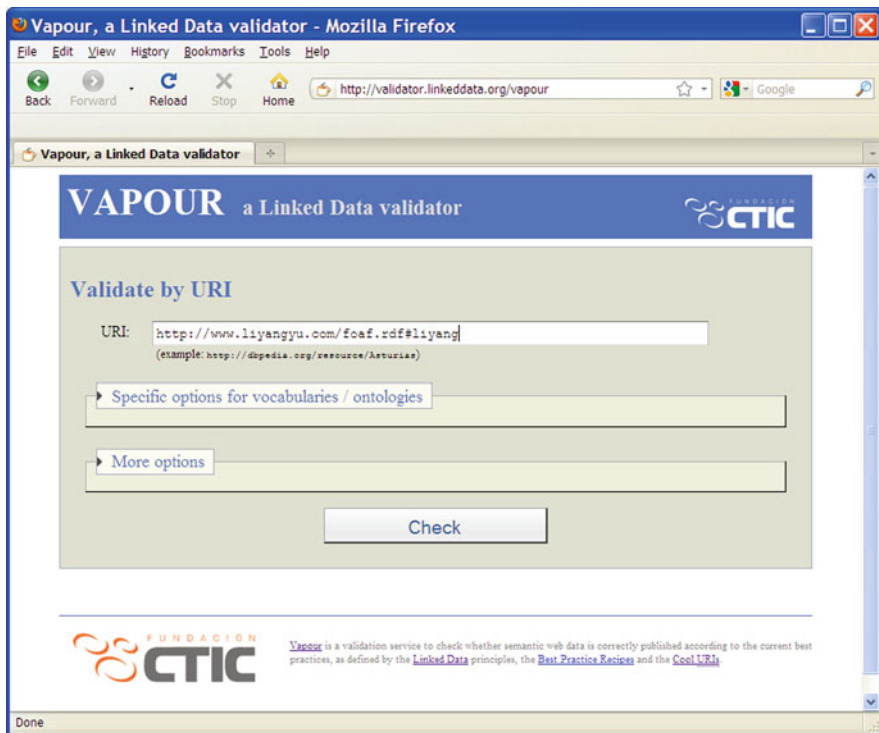 Vapour, a Linked Data validator - Mozilla Firefox
File Edit View History Bookmarks Tools Help
Back Forward Reload Stop Home http://validator.linkeddata.org/vapour Google
Vapour, a Linked Data validator
VAPOUR a Linked Data validator
FUNDACIÓN
CTIC
Validate by URI
URI: http://www.liyangyu.com/foaf.rdf#liyang
(example: http://dbpedia.org/resource/Asturias)
Specific options for vocabularies / ontologies
More options
Check
FUNDACIÓN
CTIC
Vapour is a validation service to check whether semantic web data is correctly published according to the current best
practices, as defined by the Linked Data principles, the Best Practice Recipes and the Cool URIs.
Done